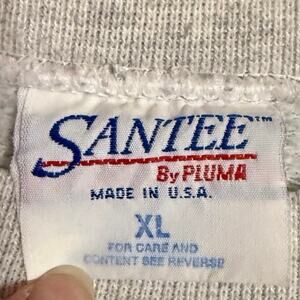 SANTEE™
By PLUMA
MADE IN U.S.A.
XL
FOR CARE AND
CONTENT SEE REVERSE